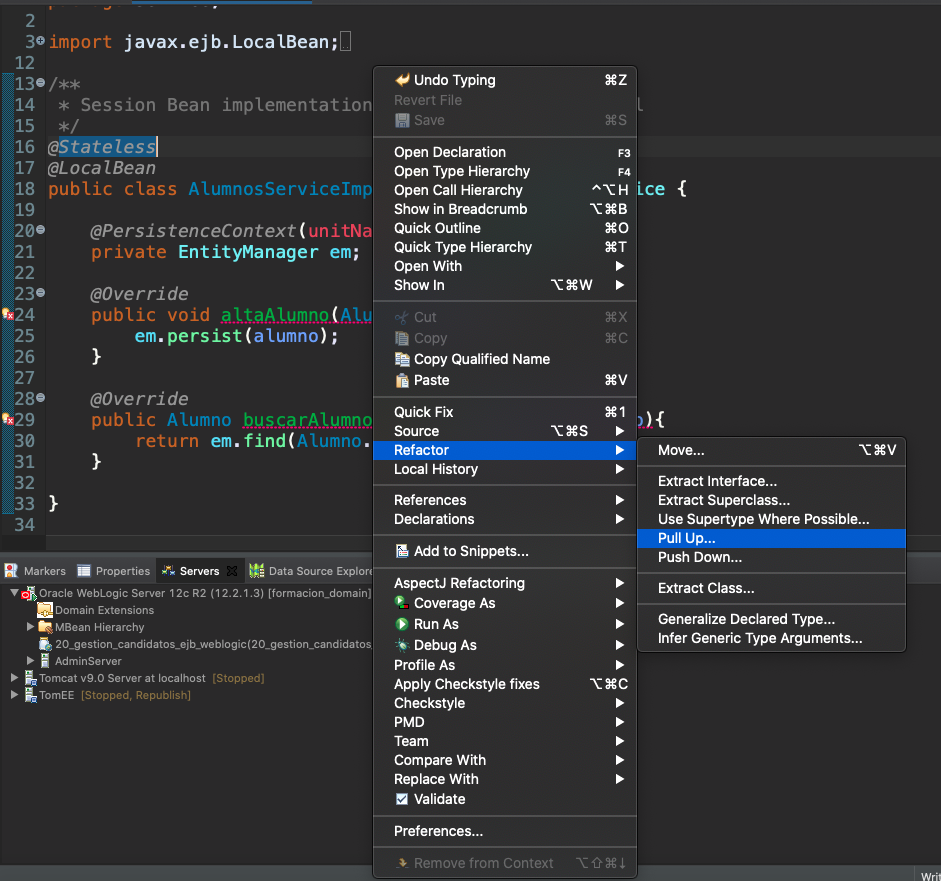 2
3 import javax.ejb.LocalBean;
12
13 /**
14 * Session Bean implementation
15 */
16 @Stateless
17 @LocalBean
18 public class AlumnosServiceImp ice {
19
20 @PersistenceContext(unitNa
21 private EntityManager em;
22
23 @Override
24 public void altaAlumno(Alu
25 em.persist(alumno);
26 }
27
28 @Override
29 public Alumno buscarAlumno ){
30 return em.find(Alumno.
31 }
32
33 }
34
Undo Typing ⌘Z
Revert File
Save ⌘S
Open Declaration F3
Open Type Hierarchy F4
Open Call Hierarchy ^⌥H
Show in Breadcrumb ⌥⌘B
Quick Outline ⌘O
Quick Type Hierarchy ⌘T
Open With
Show In ⌥⌘W
Cut ⌘X
Copy ⌘C
Copy Qualified Name
Paste ⌘V
Quick Fix ⌘1
Source ⌥⌘S
Refactor
Local History
References
Declarations
Add to Snippets...
AspectJ Refactoring
Coverage As
Run As
Debug As
Profile As
Apply Checkstyle fixes ⌥⌘C
Checkstyle
PMD
Team
Compare With
Replace With
Validate
Preferences...
Remove from Context ⌥⇧⌘↓
Move... ⌥⌘V
Extract Interface...
Extract Superclass...
Use Supertype Where Possible...
Pull Up...
Push Down...
Extract Class...
Generalize Declared Type...
Infer Generic Type Arguments...
Markers Properties Servers Data Source Explore
Oracle WebLogic Server 12c R2 (12.2.1.3) [formacion_domain]
Domain Extensions
MBean Hierarchy
20_gestion_candidatos_ejb_weblogic(20_gestion_candidatos_
AdminServer
Tomcat v9.0 Server at localhost [Stopped]
TomEE [Stopped, Republish]
Writ